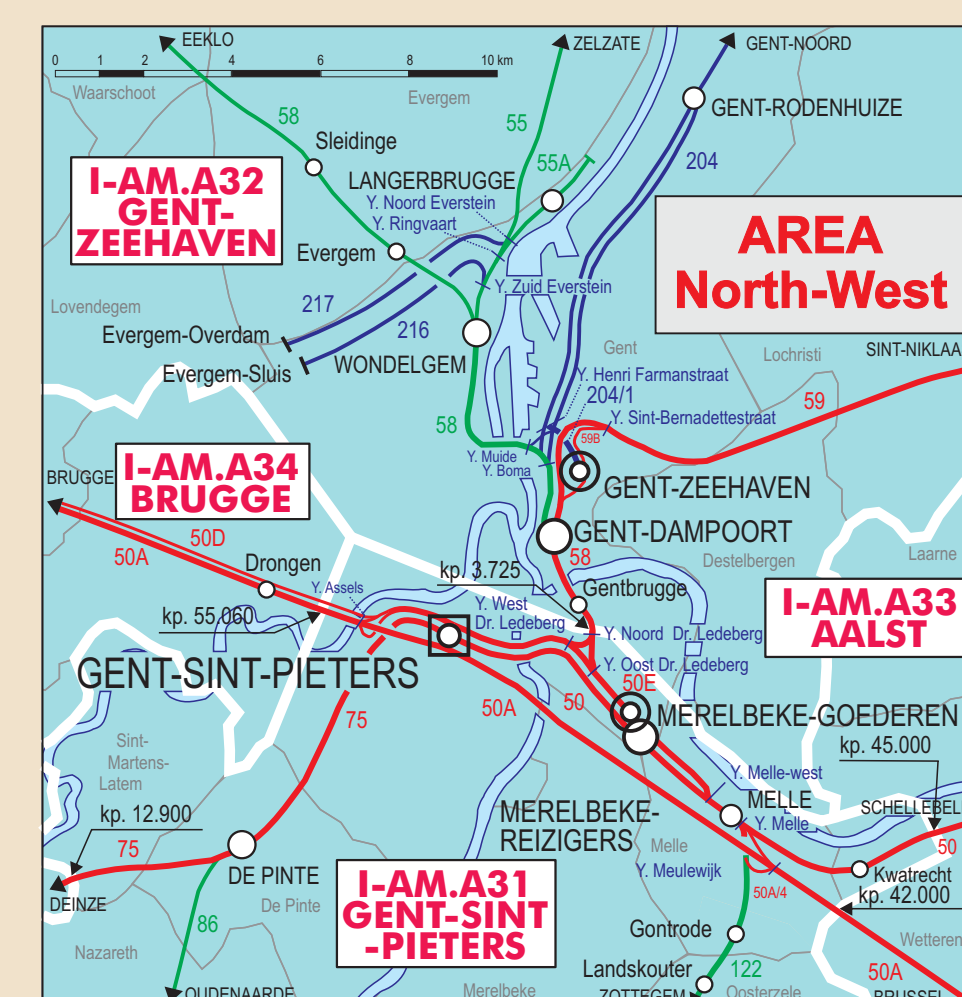 EEKLO
ZELZATE
GENT-NOORD
0 1 2 4 6 8 10 km
Waarschoot
Evergem
GENT-RODENHUIZE
58
55
Sleidinge
55A
204
I-AM.A32
GENT-
ZEEHAVEN
LANGERBRUGGE
Y. Noord Everstein
Y. Ringvaart
AREA
North-West
Evergem
Lovendegem
217
Y. Zuid Everstein
Evergem-Overdam
216
Evergem-Sluis
WONDELGEM
Gent
Lochristi
SINT-NIKLAA
Y. Henri Farmanstraat
204/1
59
Y. Sint-Bernadettestraat
58
59B
Y. Muide
Y. Boma
I-AM.A34
BRUGGE
BRUGGE
GENT-ZEEHAVEN
50D
50A
GENT-DAMPOORT
58
Destelbergen
Laarne
Drongen
kp. 3.725
Y. Assels
Gentbrugge
kp. 55.060
Y. West
Dr. Ledeberg
I-AM.A33
AALST
Y. Noord Dr. Ledeberg
Y. Oost Dr. Ledeberg
GENT-SINT-PIETERS
50E
50A
50
75
MERELBEKE-GOEDEREN
Sint-
Martens-
Latem
kp. 45.000
Y. Melle-west
kp. 12.900
MERELBEKE-
REIZIGERS
MELLE
SCHELLEBEL
Y. Melle
75
Melle
50
DE PINTE
Y. Meulewijk
Kwatrecht
50A/4
kp. 42.000
DEINZE
I-AM.A31
GENT-SINT
-PIETERS
De Pinte
86
Gontrode
Wetteren
Nazareth
Landskouter
122
50A
OUDENAARDE
Merelbeke
ZOTTEGEM
Oosterzele
BRUSSEL